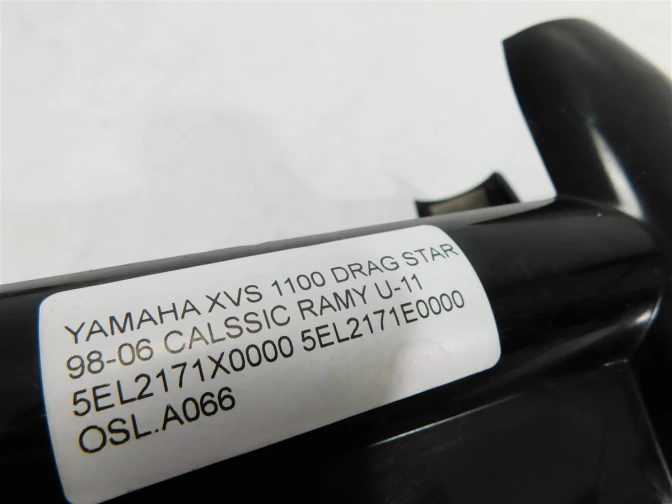 YAMAHA XVS 1100 DRAG STAR
98-06 CALSSIC RAMY U-11
5EL2171X0000 5EL2171E0000
OSL.A066